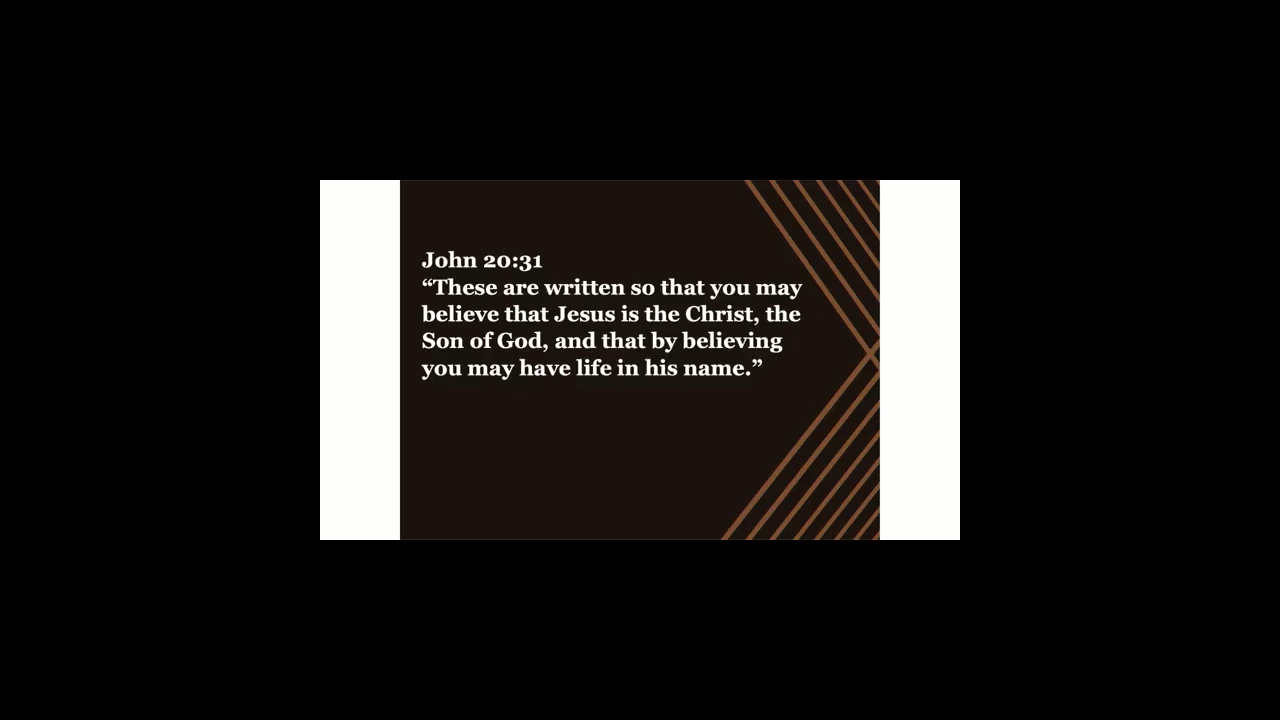 John 20:31
“These are written so that you may
believe that Jesus is the Christ, the
Son of God, and that by believing
you may have life in his name.”